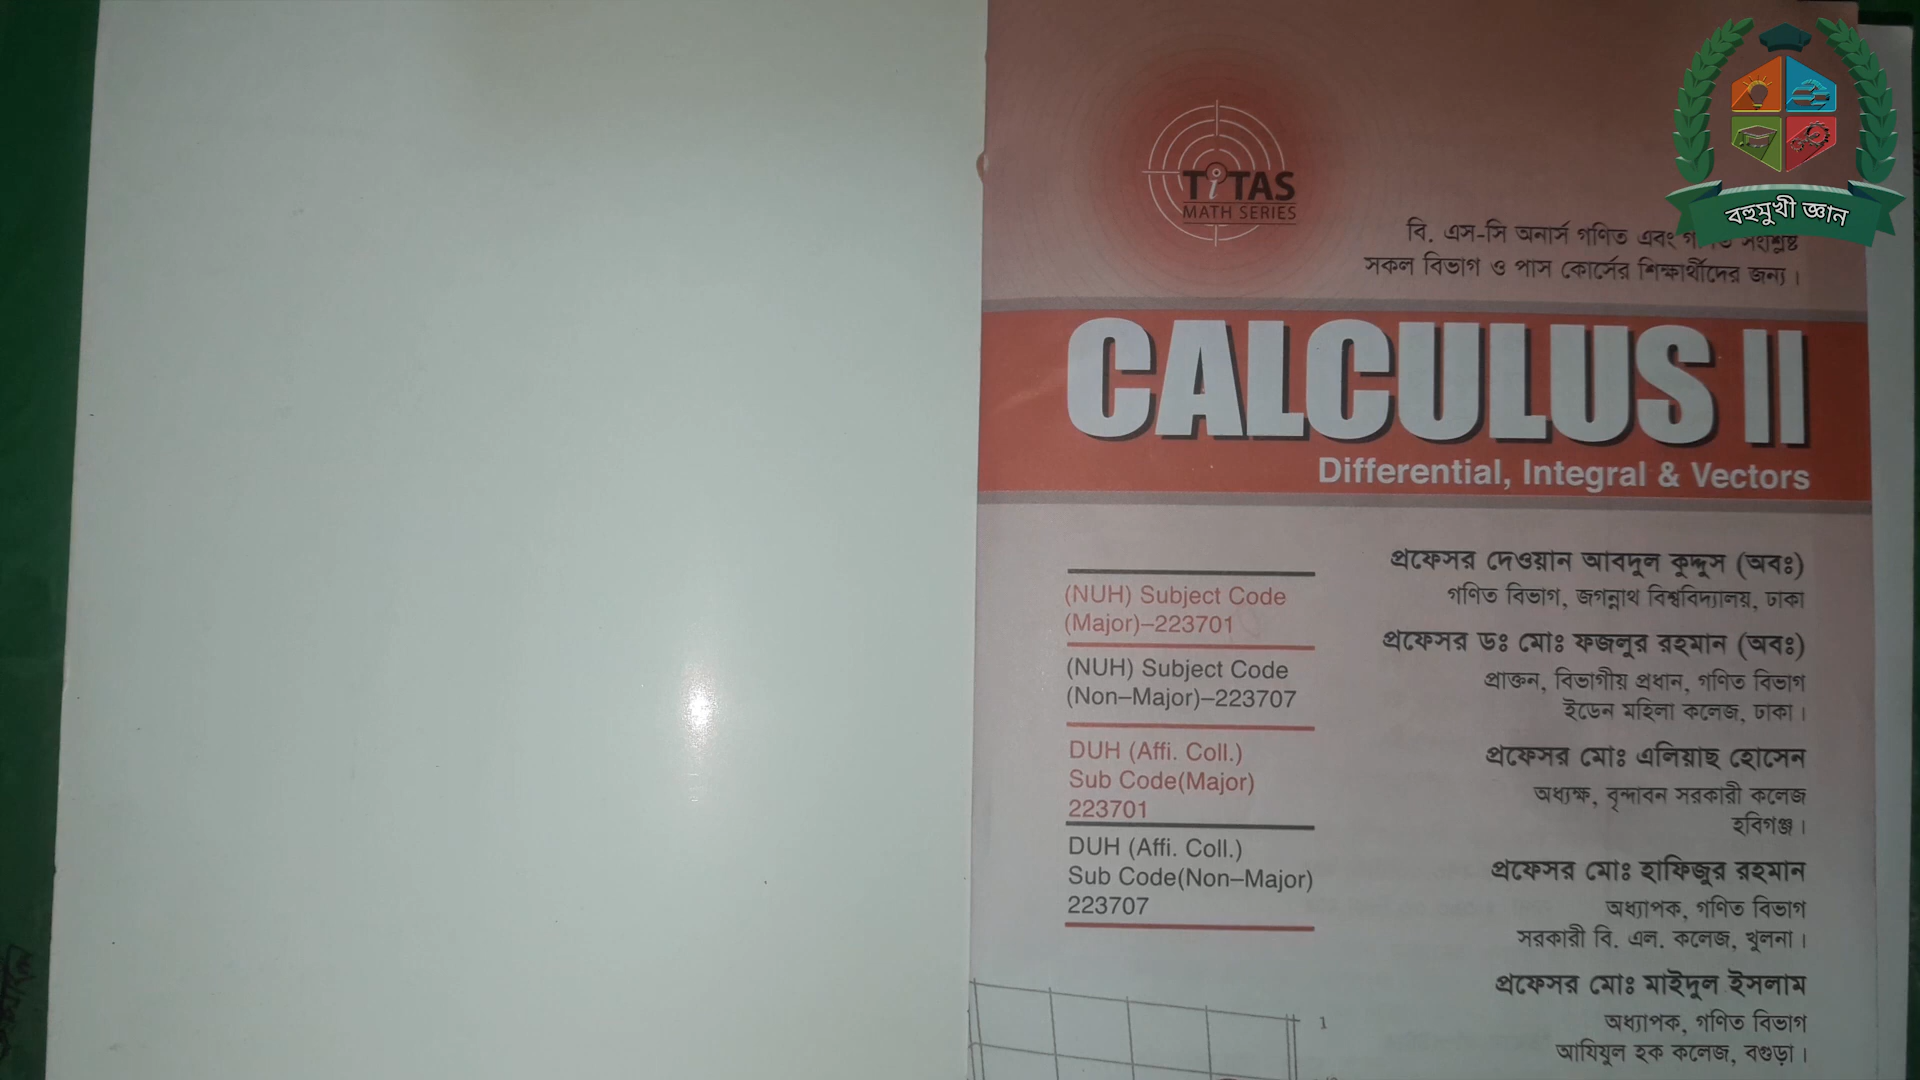 TiTAS
MATH SERIES
বহুমুখী জ্ঞান
বি. এস-সি অনার্স গণিত এবং গণিত সংশ্লিষ্ট
সকল বিভাগ ও পাস কোর্সের শিক্ষার্থীদের জন্য।
CALCULUS II
Differential, Integral & Vectors
(NUH) Subject Code
(Major)–223701
(NUH) Subject Code
(Non–Major)–223707
DUH (Affi. Coll.)
Sub Code(Major)
223701
DUH (Affi. Coll.)
Sub Code(Non–Major)
223707
প্রফেসর দেওয়ান আবদুল কুদ্দুস (অবঃ)
গণিত বিভাগ, জগন্নাথ বিশ্ববিদ্যালয়, ঢাকা
প্রফেসর ডঃ মোঃ ফজলুর রহমান (অবঃ)
প্রাক্তন, বিভাগীয় প্রধান, গণিত বিভাগ
ইডেন মহিলা কলেজ, ঢাকা।
প্রফেসর মোঃ এলিয়াছ হোসেন
অধ্যক্ষ, বৃন্দাবন সরকারী কলেজ
হবিগঞ্জ।
প্রফেসর মোঃ হাফিজুর রহমান
অধ্যাপক, গণিত বিভাগ
সরকারী বি. এল. কলেজ, খুলনা।
প্রফেসর মোঃ মাইদুল ইসলাম
অধ্যাপক, গণিত বিভাগ
আযিযুল হক কলেজ, বগুড়া।
1